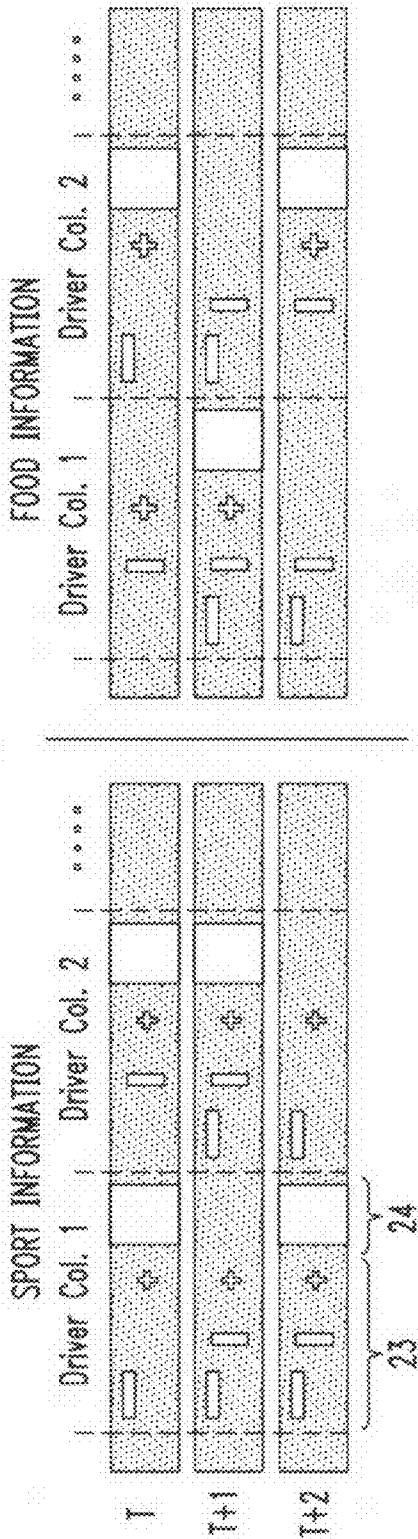 SPORT INFORMATION
Driver Col. 1 Driver Col. 2 ....
T
T+1
T+2
23 24
FOOD INFORMATION
Driver Col. 1 Driver Col. 2 ....